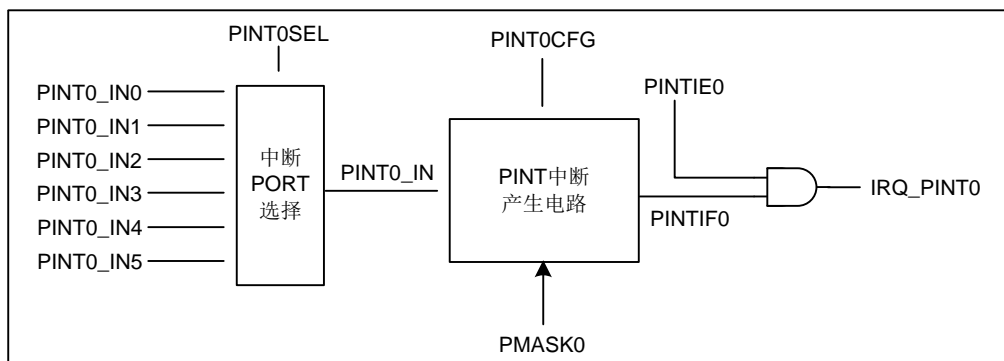 PINT0SEL
PINT0CFG
PINT0_IN0
PINT0_IN1
PINT0_IN2
PINT0_IN3
PINT0_IN4
PINT0_IN5
中断
PORT
选择
PINT0_IN
PINT中断
产生电路
PINTIE0
PINTIF0
IRQ_PINT0
PMASK0